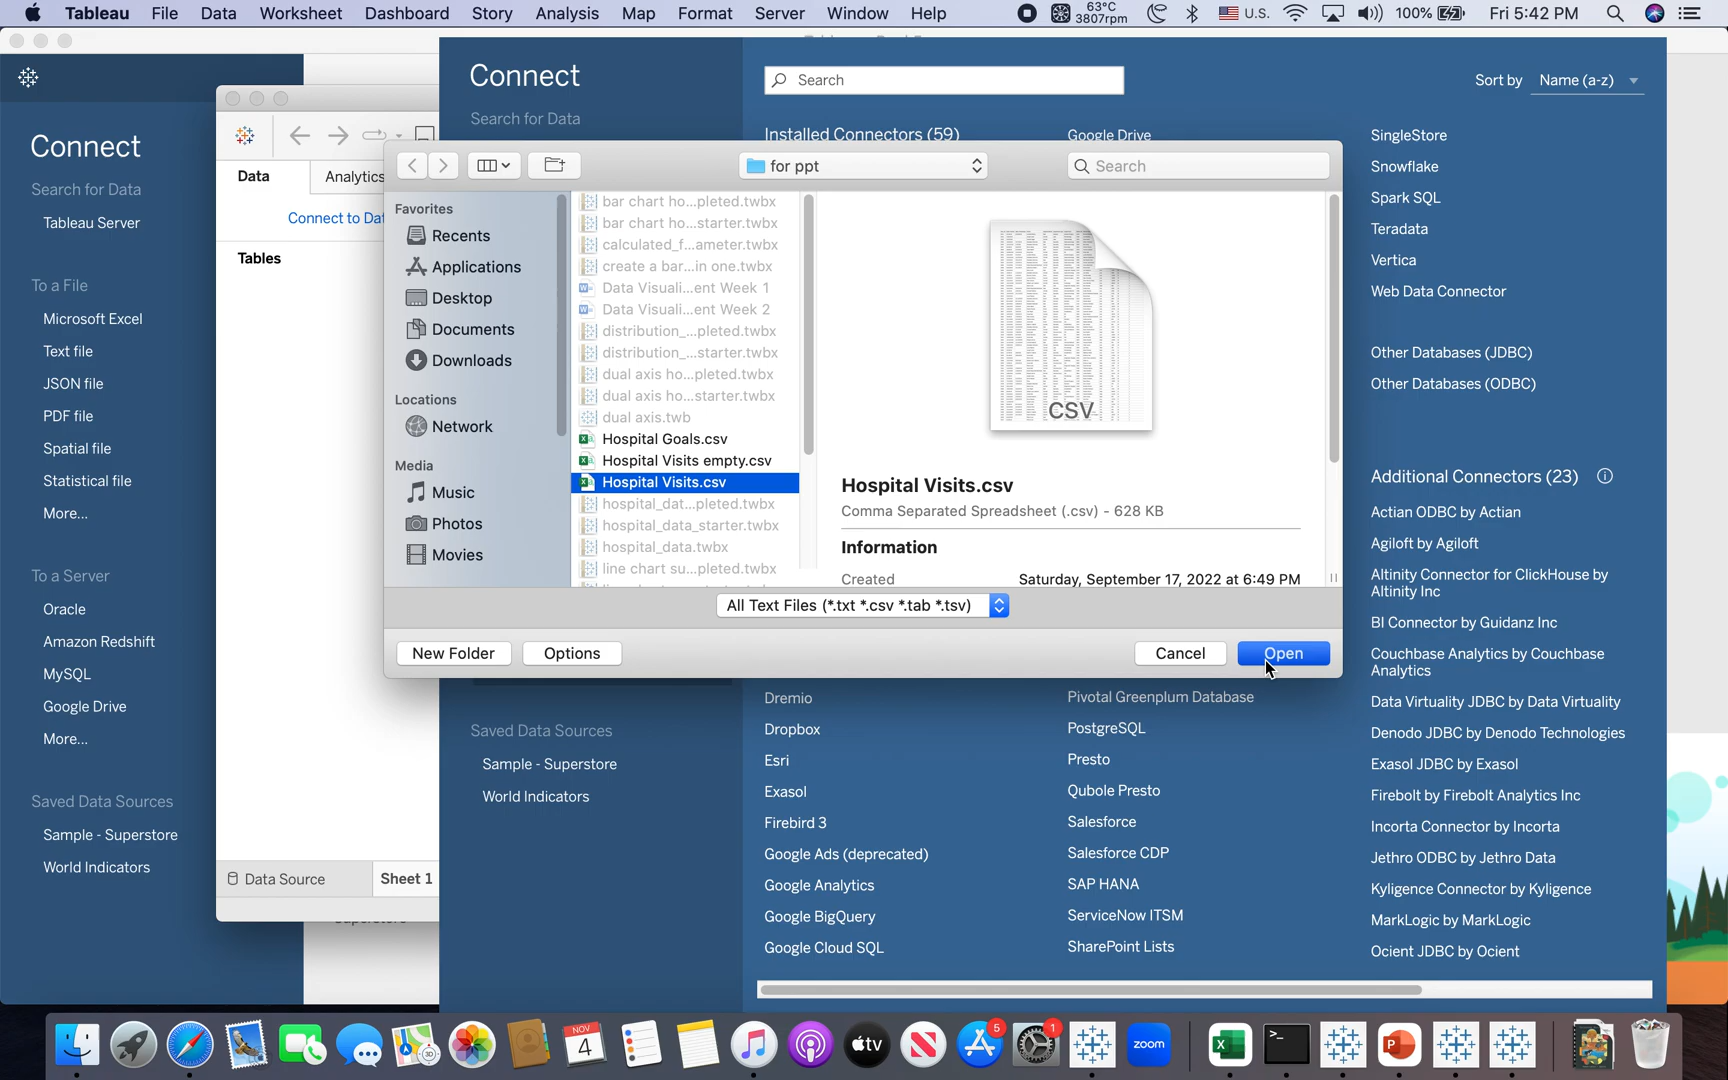 Tableau File Data Worksheet Dashboard Story Analysis Map Format Server Window Help
63°C
3807rpm
U.S. 100% Fri 5:42 PM
Connect
Search for Data
Tableau Server
To a File
Microsoft Excel
Text file
JSON file
PDF file
Spatial file
Statistical file
More...
To a Server
Oracle
Amazon Redshift
MySQL
Google Drive
More...
Saved Data Sources
Sample - Superstore
World Indicators
Data Analytics
Connect to Dat
Tables
Data Source Sheet 1
Connect
Search for Data
Saved Data Sources
Sample - Superstore
World Indicators
Search
Sort by Name (a-z)
Installed Connectors (59)
Google Drive
for ppt
Search
Favorites
Recents
Applications
Desktop
Documents
Downloads
Locations
Network
Media
Music
Photos
Movies
bar chart ho...pleted.twbx
bar chart ho...starter.twbx
calculated_f...ameter.twbx
create a bar...in one.twbx
Data Visuali...ent Week 1
Data Visuali...ent Week 2
distribution_...pleted.twbx
distribution_...starter.twbx
dual axis ho...pleted.twbx
dual axis ho...starter.twbx
dual axis.twb
Hospital Goals.csv
Hospital Visits empty.csv
Hospital Visits.csv
hospital_dat...pleted.twbx
hospital_data_starter.twbx
hospital_data.twbx
line chart su...pleted.twbx
CSV
Hospital Visits.csv
Comma Separated Spreadsheet (.csv) - 628 KB
Information
Created Saturday, September 17, 2022 at 6:49 PM
All Text Files (*.txt *.csv *.tab *.tsv)
New Folder Options Cancel Open
Dremio
Dropbox
Esri
Exasol
Firebird 3
Google Ads (deprecated)
Google Analytics
Google BigQuery
Google Cloud SQL
Pivotal Greenplum Database
PostgreSQL
Presto
Qubole Presto
Salesforce
Salesforce CDP
SAP HANA
ServiceNow ITSM
SharePoint Lists
SingleStore
Snowflake
Spark SQL
Teradata
Vertica
Web Data Connector
Other Databases (JDBC)
Other Databases (ODBC)
Additional Connectors (23)
Actian ODBC by Actian
Agiloft by Agiloft
Altinity Connector for ClickHouse by
Altinity Inc
BI Connector by Guidanz Inc
Couchbase Analytics by Couchbase
Analytics
Data Virtuality JDBC by Data Virtuality
Denodo JDBC by Denodo Technologies
Exasol JDBC by Exasol
Firebolt by Firebolt Analytics Inc
Incorta Connector by Incorta
Jethro ODBC by Jethro Data
Kyligence Connector by Kyligence
MarkLogic by MarkLogic
Ocient JDBC by Ocient
NOV
4
tv
5
1
zoom